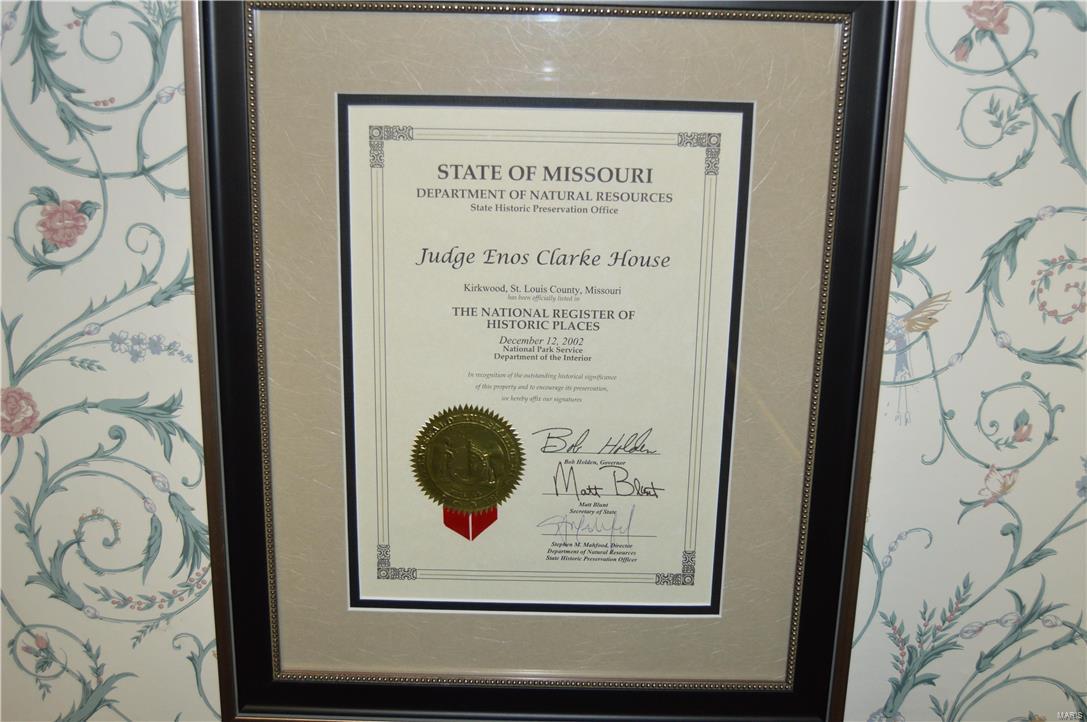 STATE OF MISSOURI
DEPARTMENT OF NATURAL RESOURCES
State Historic Preservation Office
Judge Enos Clarke House
Kirkwood, St. Louis County, Missouri
has been officially listed in
THE NATIONAL REGISTER OF
HISTORIC PLACES
December 12, 2002
National Park Service
Department of the Interior
In recognition of the outstanding historical significance
of this property and to encourage its preservation,
we hereby affix our signatures
Bob Holden
Bob Holden, Governor
Matt Blunt
Matt Blunt
Secretary of State
Stephen M. Mahfood, Director
Department of Natural Resources
State Historic Preservation Officer
MARIS